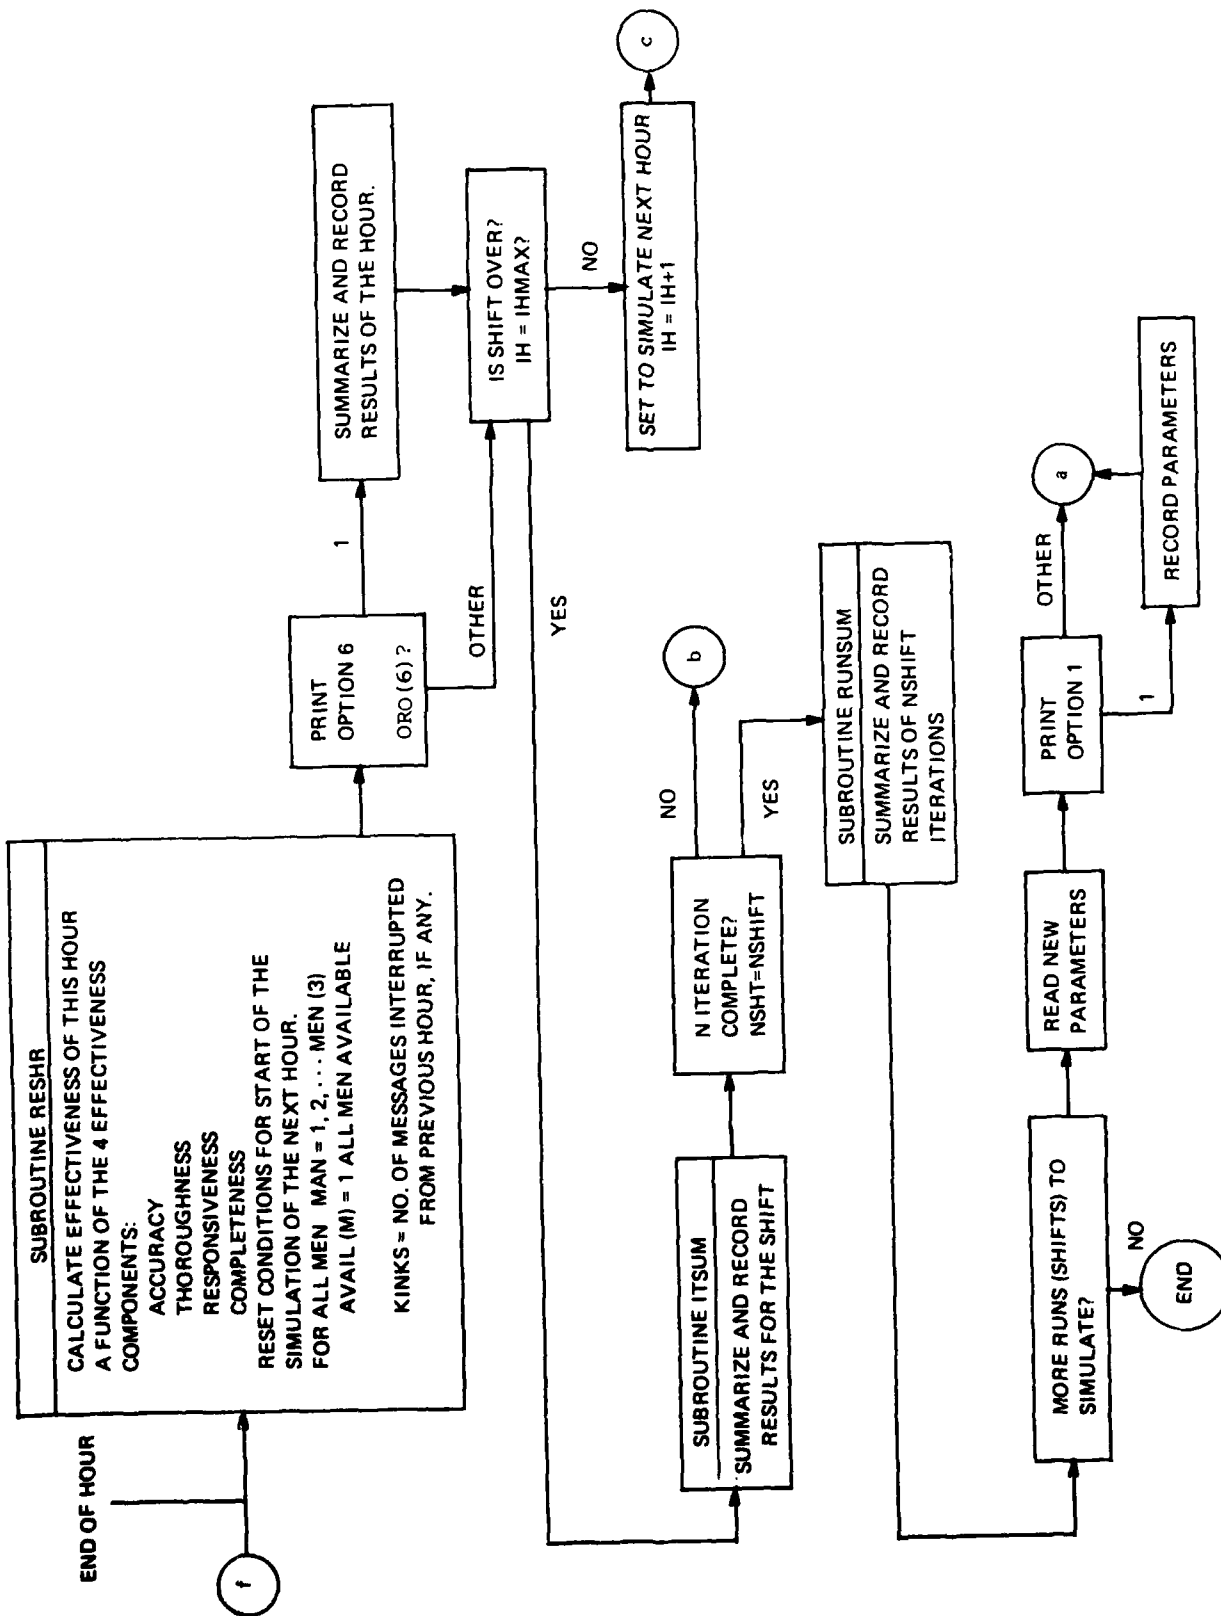 END OF HOUR
f
SUBROUTINE RESHR
CALCULATE EFFECTIVENESS OF THIS HOUR
A FUNCTION OF THE 4 EFFECTIVENESS
COMPONENTS:
ACCURACY
THOROUGHNESS
RESPONSIVENESS
COMPLETENESS
RESET CONDITIONS FOR START OF THE
SIMULATION OF THE NEXT HOUR.
FOR ALL MEN MAN = 1, 2, ··· MEN (3)
AVAIL (M) = 1 ALL MEN AVAILABLE
KINKS = NO. OF MESSAGES INTERRUPTED
FROM PREVIOUS HOUR, IF ANY.
PRINT
OPTION 6
ORO(6)?
1
OTHER
SUMMARIZE AND RECORD
RESULTS OF THE HOUR.
IS SHIFT OVER?
IH = IHMAX?
NO
YES
SET TO SIMULATE NEXT HOUR
IH = IH+1
c
SUBROUTINE ITSUM
SUMMARIZE AND RECORD
RESULTS FOR THE SHIFT
N ITERATION
COMPLETE?
NSHT=NSHIFT
NO
b
YES
SUBROUTINE RUNSUM
SUMMARIZE AND RECORD
RESULTS OF NSHIFT
ITERATIONS
MORE RUNS (SHIFTS) TO
SIMULATE?
NO
END
READ NEW
PARAMETERS
PRINT
OPTION 1
OTHER
a
1
RECORD PARAMETERS